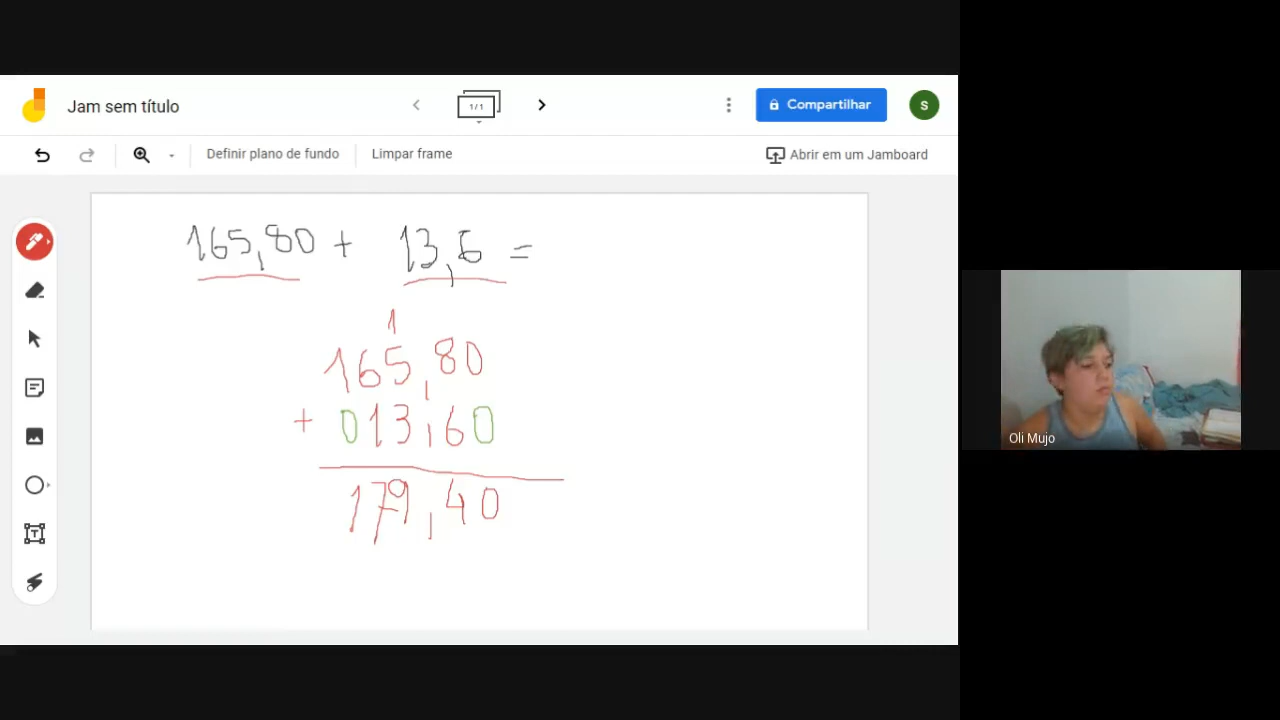 Jam sem título
1/1
Compartilhar
S
Definir plano de fundo
Limpar frame
Abrir em um Jamboard
165,80 + 13,6 =
1
165,80
+ 013,60
179,40
Oli Mujo